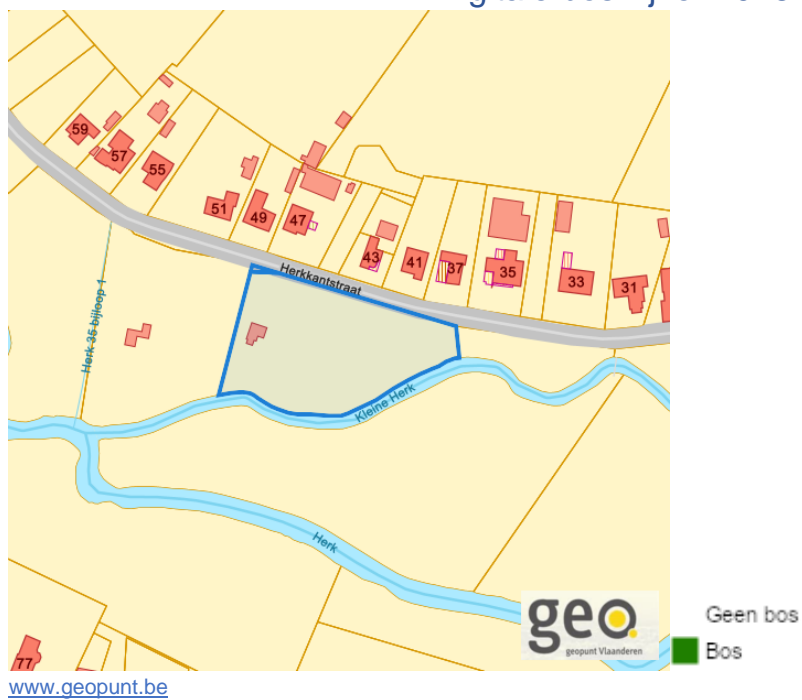 59
57
55
51
49
47
43
41
37
35
33
31
Herkkantstraat
Herk 35 bijloop 1
Kleine Herk
Herk
77
geo.
geopunt Vlaanderen
Geen bos
Bos
www.geopunt.be